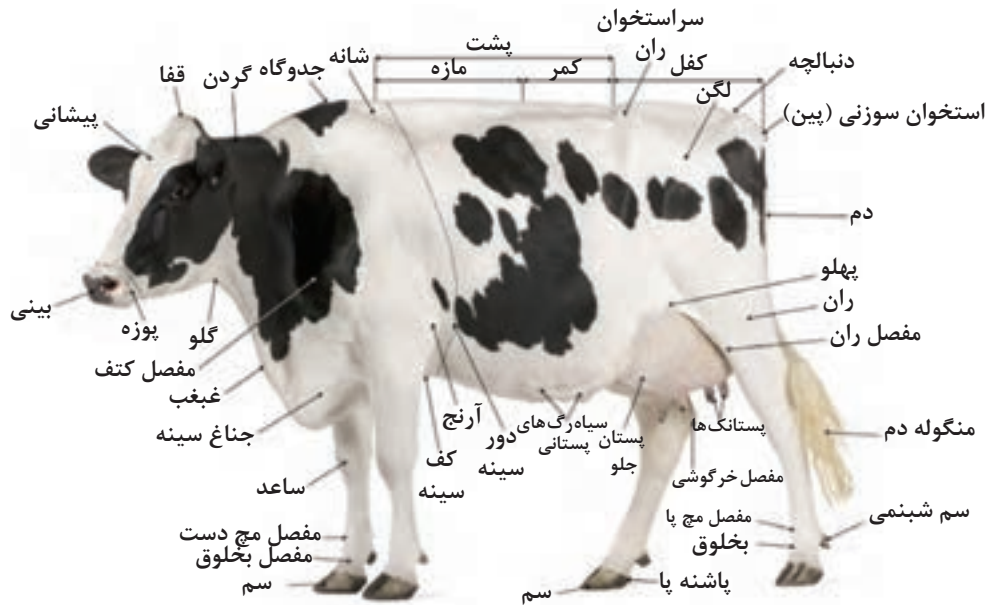 سراستخوان
ران
پشت
کفل
کمر
مازه
شانه
جدوگاه
گردن
قفا
پیشانی
دنبالچه
لگن
استخوان سوزنی (پین)
دم
پهلو
ران
مفصل ران
منگوله دم
سم شبنمی
بینی
پوزه
گلو
مفصل کتف
غبغب
جناغ سینه
ساعد
آرنج
کف
سینه
دور
سینه
سیاه‌رگ‌های
پستانی
پستان
جلو
پستانک‌ها
مفصل خرگوشی
مفصل مچ پا
بخلوق
مفصل مچ دست
مفصل بخلوق
سم
سم
پاشنه پا